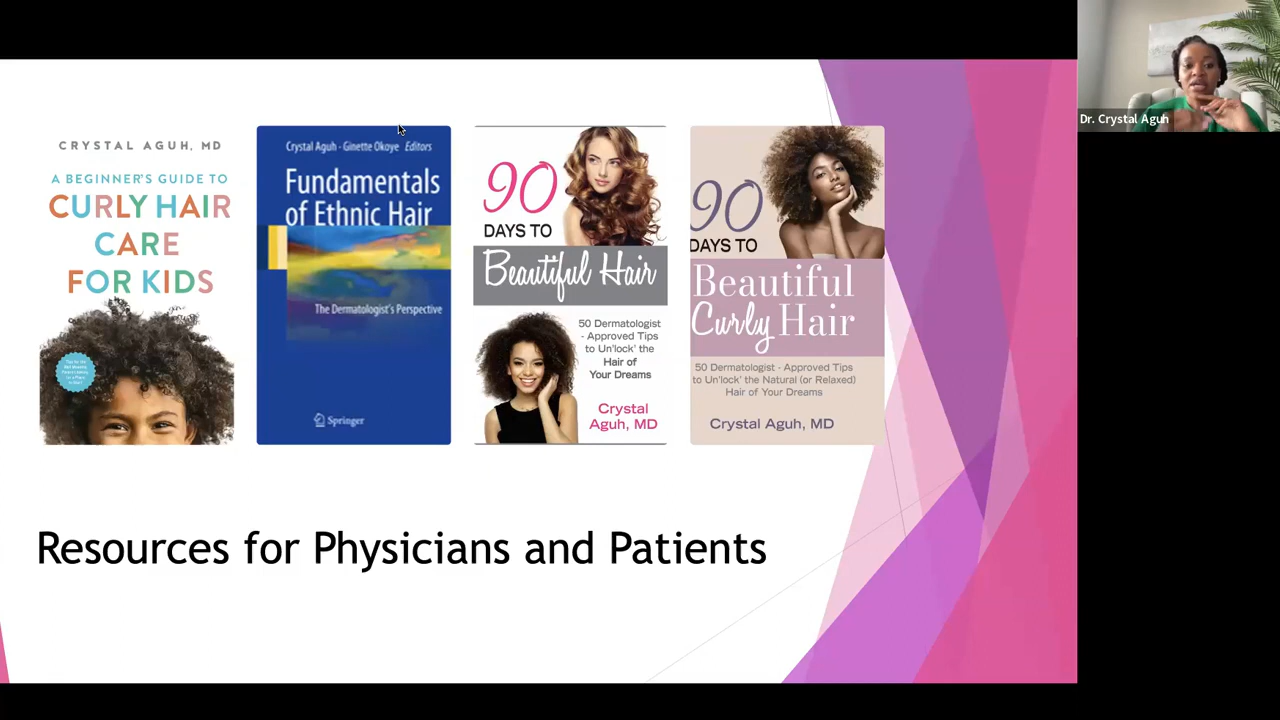 CRYSTAL AGUH, MD
A BEGINNER'S GUIDE TO
CURLY HAIR
CARE
FOR KIDS
Crystal Aguh · Ginette Okoye Editors
Fundamentals
of Ethnic Hair
The Dermatologist's Perspective
Springer
90
DAYS TO
Beautiful Hair
50 Dermatologist
- Approved Tips
to Un'lock' the
Hair of
Your Dreams
Crystal
Aguh, MD
90
DAYS TO
Beautiful
Curly Hair
50 Dermatologist - Approved Tips
to Un'lock' the Natural (or Relaxed)
Hair of Your Dreams
Crystal Aguh, MD
Resources for Physicians and Patients
Dr. Crystal Aguh